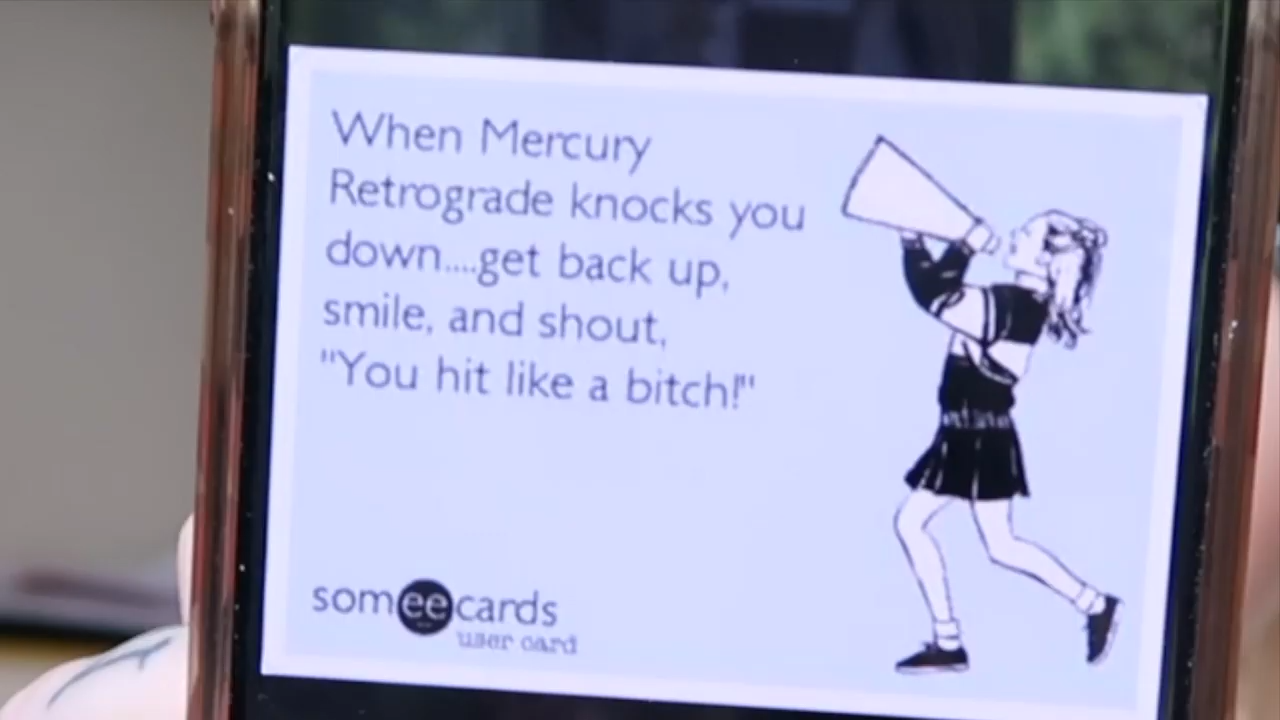 When Mercury
Retrograde knocks you
down....get back up,
smile, and shout,
"You hit like a bitch!"
someecards
user card